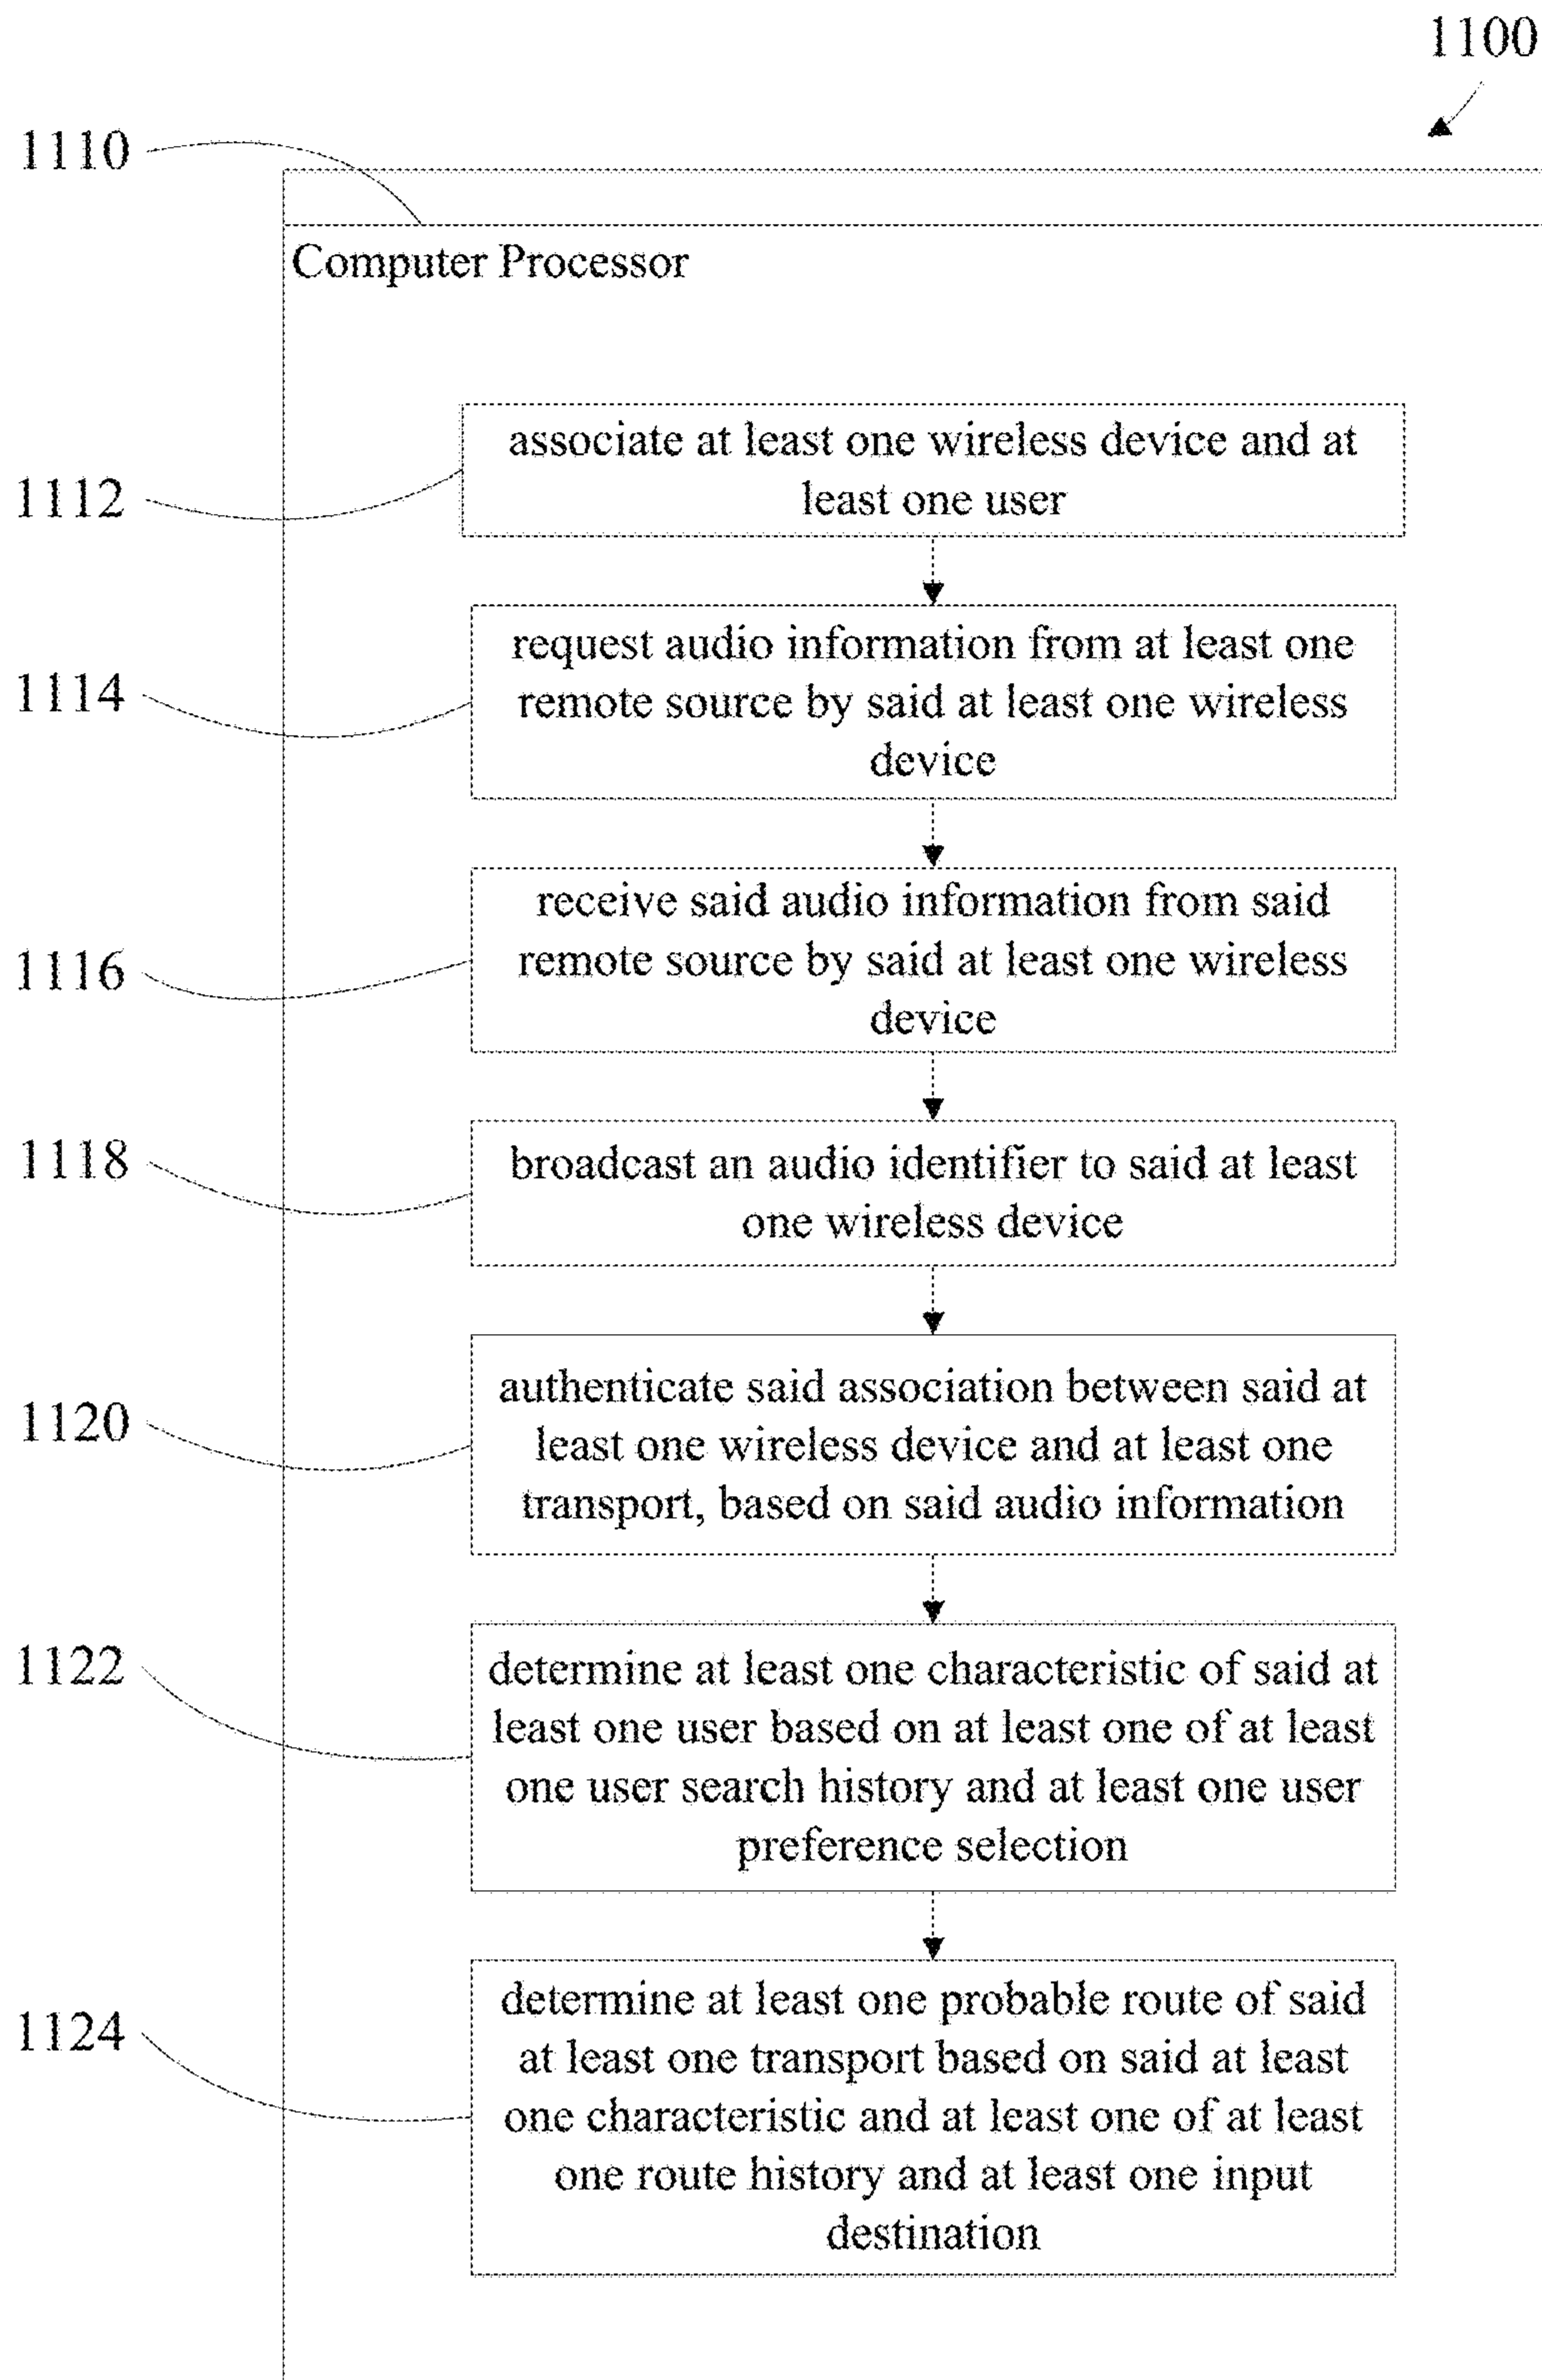 1100
1110
Computer Processor
associate at least one wireless device and at
least one user
1112
request audio information from at least one
remote source by said at least one wireless
device
1114
receive said audio information from said
remote source by said at least one wireless
device
1116
broadcast an audio identifier to said at least
one wireless device
1118
authenticate said association between said at
least one wireless device and at least one
transport, based on said audio information
1120
determine at least one characteristic of said at
least one user based on at least one of at least
one user search history and at least one user
preference selection
1122
determine at least one probable route of said
at least one transport based on said at least
one characteristic and at least one of at least
one route history and at least one input
destination
1124